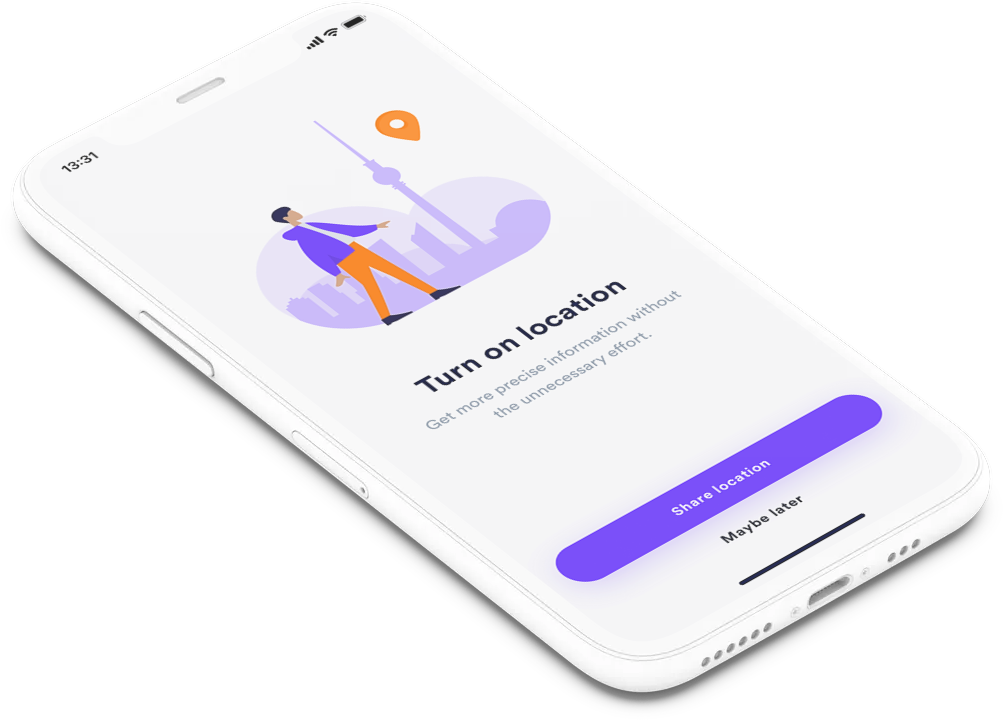 13:31
Turn on location
Get more precise information without
the unnecessary effort.
Share location
Maybe later